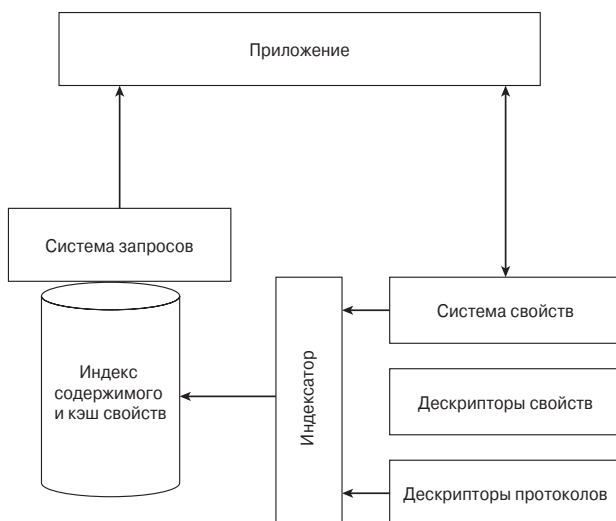 Приложение
Система запросов
Индекс
содержимого
и кэш свойств
Индексатор
Система свойств
Дескрипторы свойств
Дескрипторы протоколов